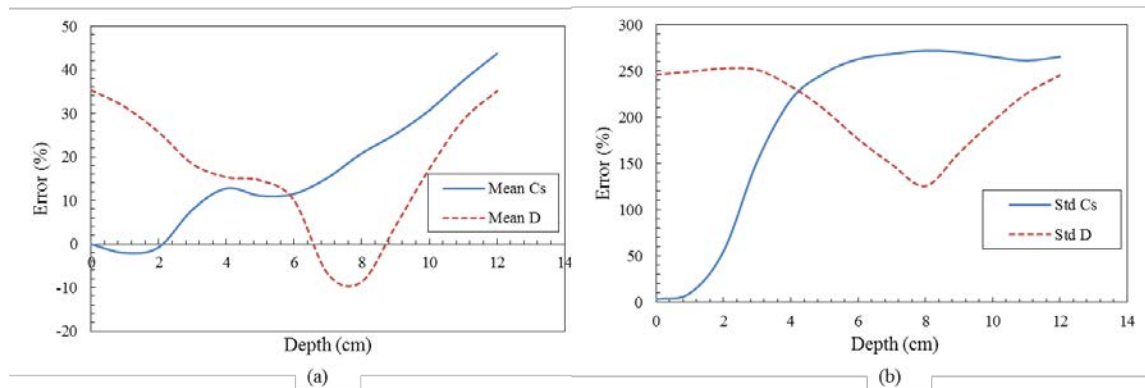 50
40
30
20
10
0
-10
-20
0 2 4 6 8 10 12 14
Error (%)
Depth (cm)
Mean Cs
Mean D
(a)
300
250
200
150
100
50
0
0 2 4 6 8 10 12 14
Error (%)
Depth (cm)
Std Cs
Std D
(b)